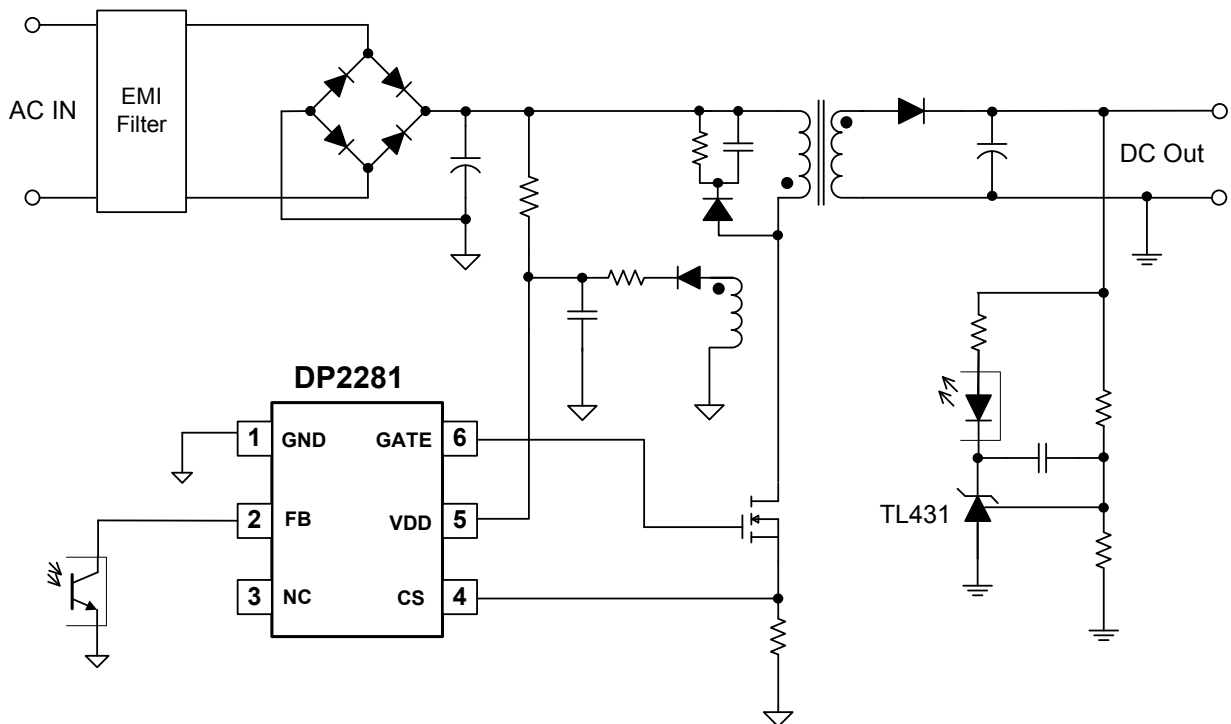 AC IN
EMI
Filter
DC Out
DP2281
1 GND GATE 6
2 FB VDD 5
3 NC CS 4
TL431